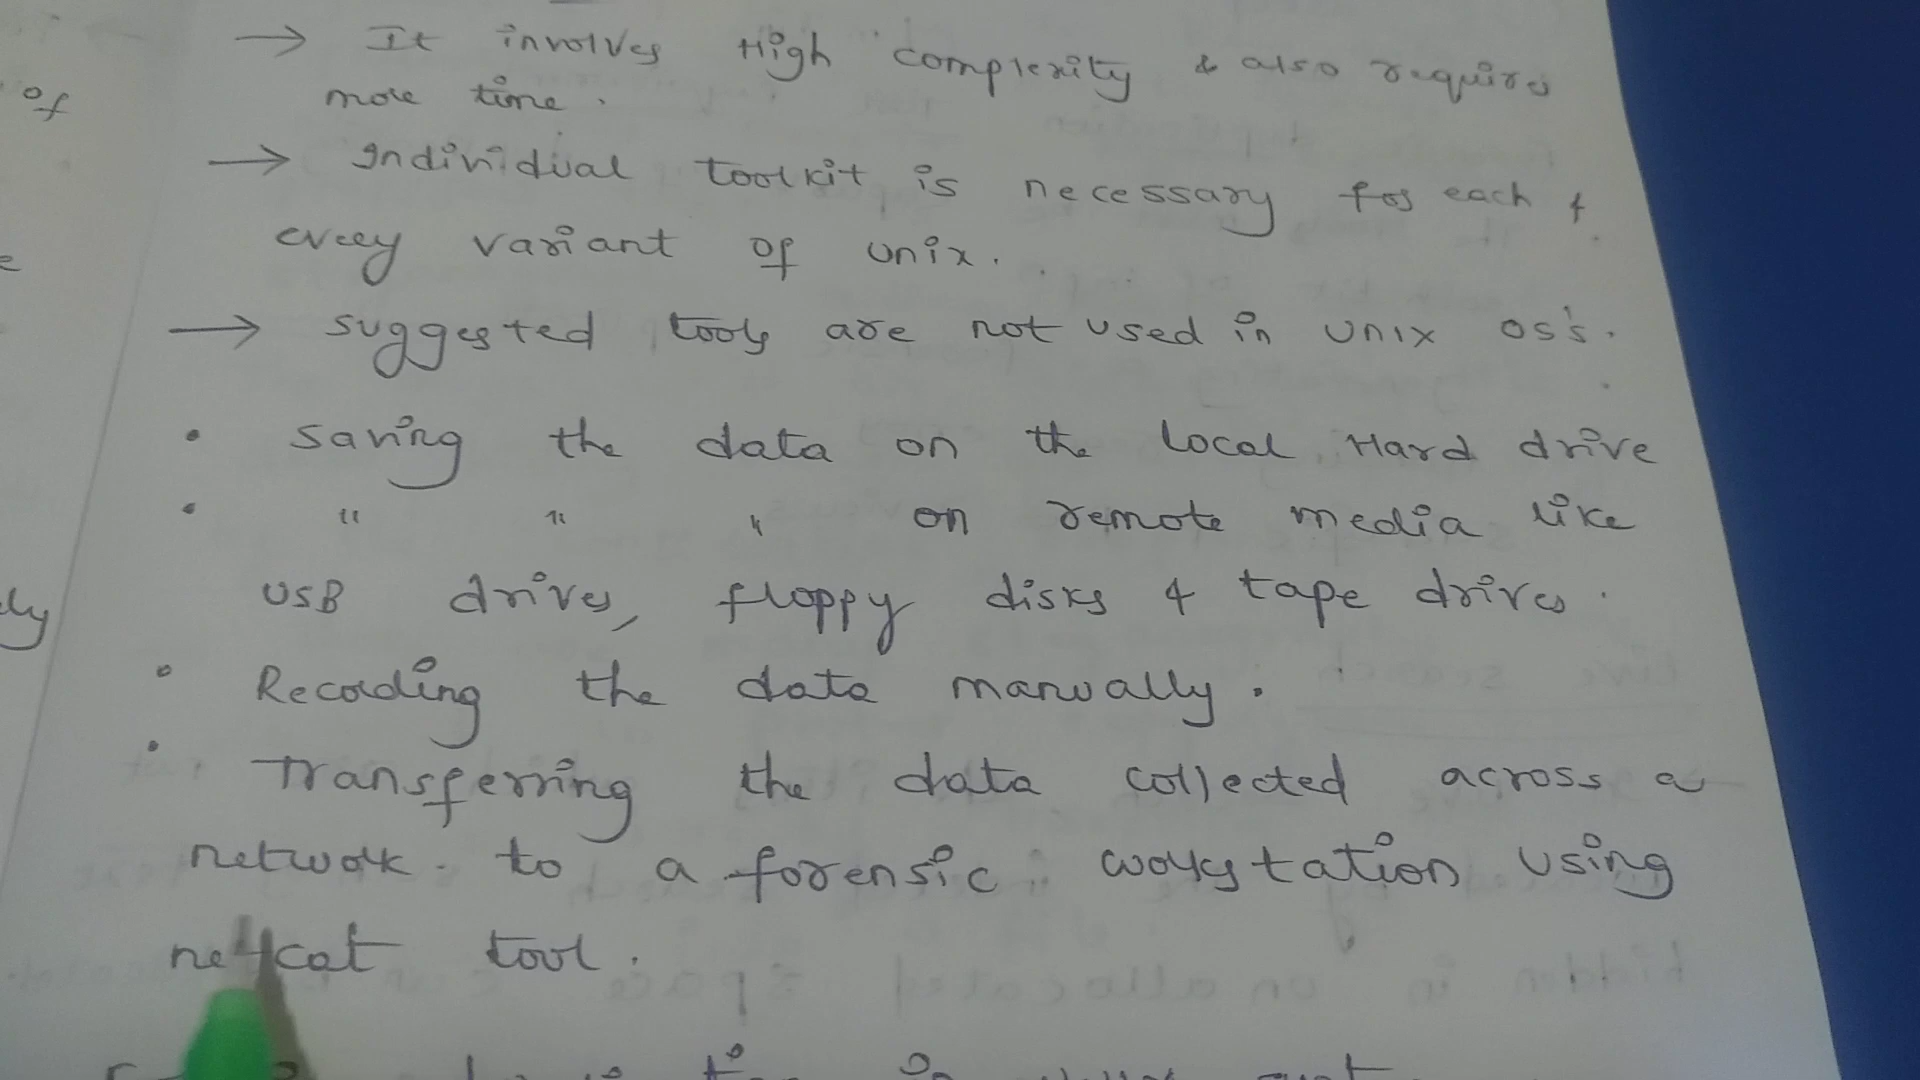 → It involves High complexity & also requires
more time.
→ Individual toolkit is necessary for each &
every variant of unix.
→ suggested tools are not used in UNIX OS's.
• saving the data on the Local Hard drive
• " " " on remote media like
USB drives, floppy disks & tape drives.
• Recording the data manually.
• Transferring the data collected across a
network to a forensic workstation using
netcat tool.
of
e
ly